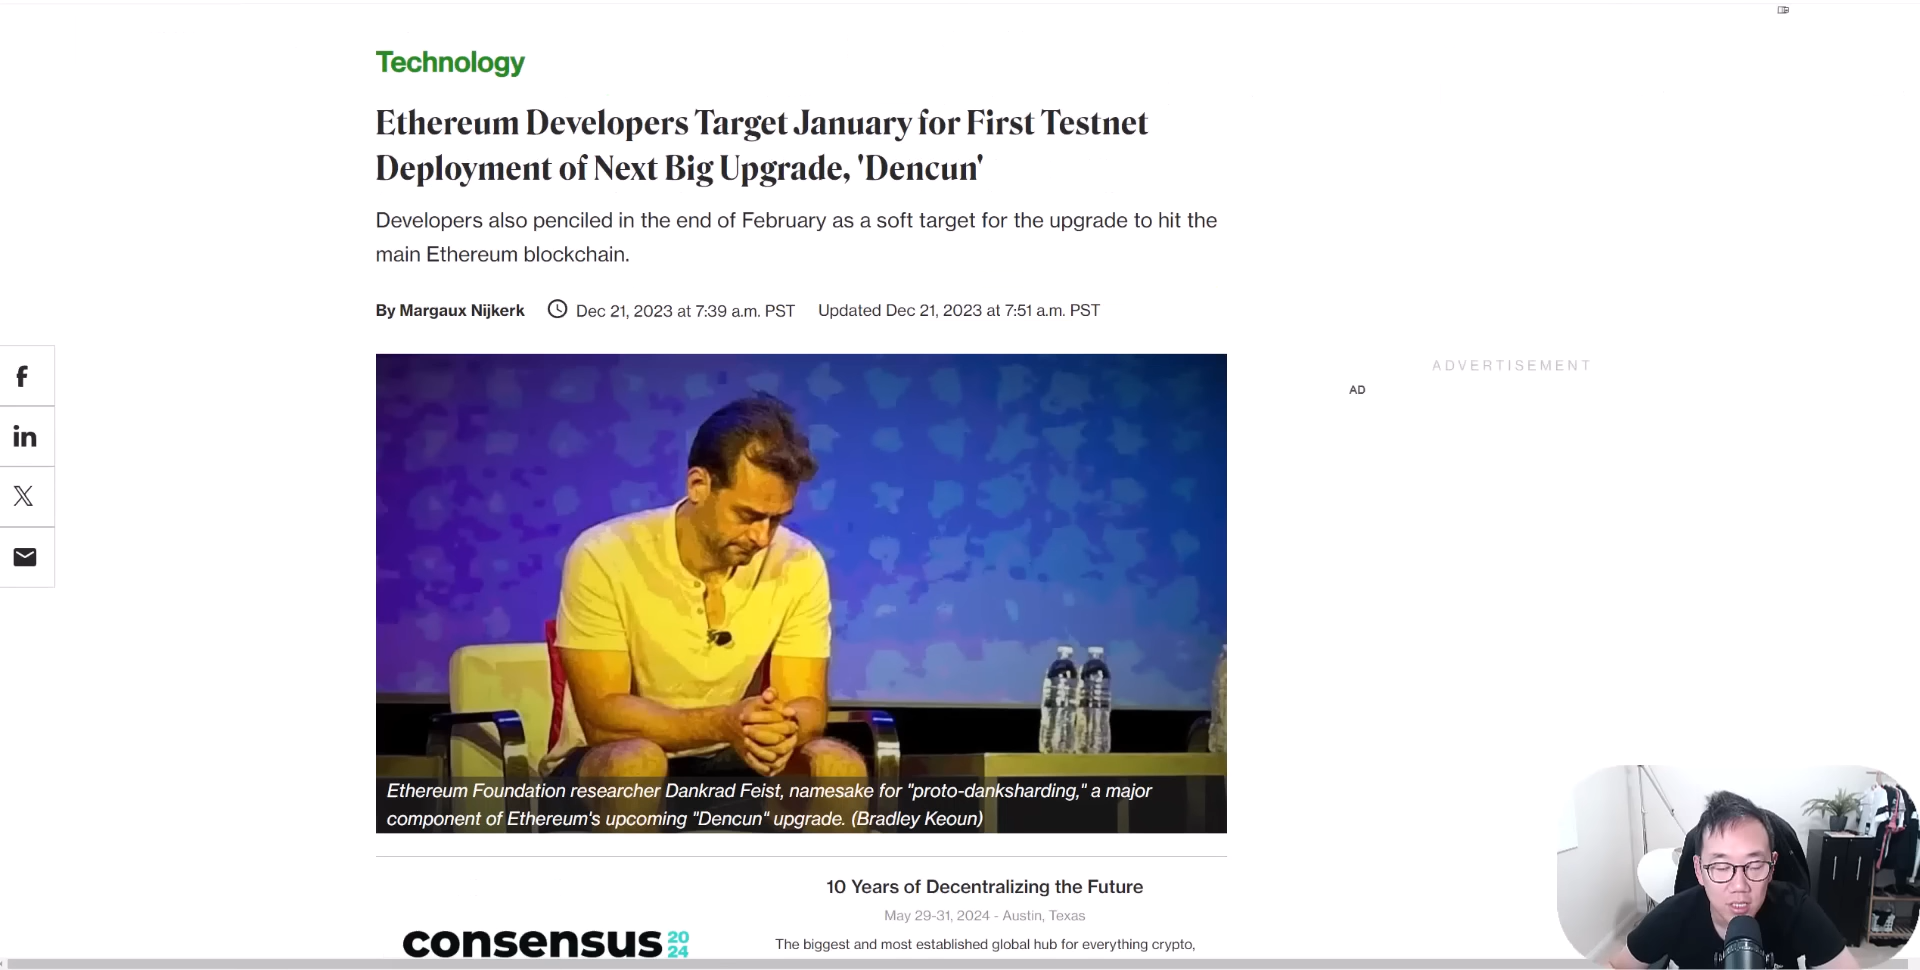 Technology
Ethereum Developers Target January for First Testnet
Deployment of Next Big Upgrade, 'Dencun'
Developers also penciled in the end of February as a soft target for the upgrade to hit the
main Ethereum blockchain.
By Margaux Nijkerk Dec 21, 2023 at 7:39 a.m. PST Updated Dec 21, 2023 at 7:51 a.m. PST
f
in
X
ADVERTISEMENT
AD
Ethereum Foundation researcher Dankrad Feist, namesake for "proto-danksharding," a major
component of Ethereum's upcoming "Dencun" upgrade. (Bradley Keoun)
10 Years of Decentralizing the Future
May 29-31, 2024 - Austin, Texas
consensus 2024
The biggest and most established global hub for everything crypto,